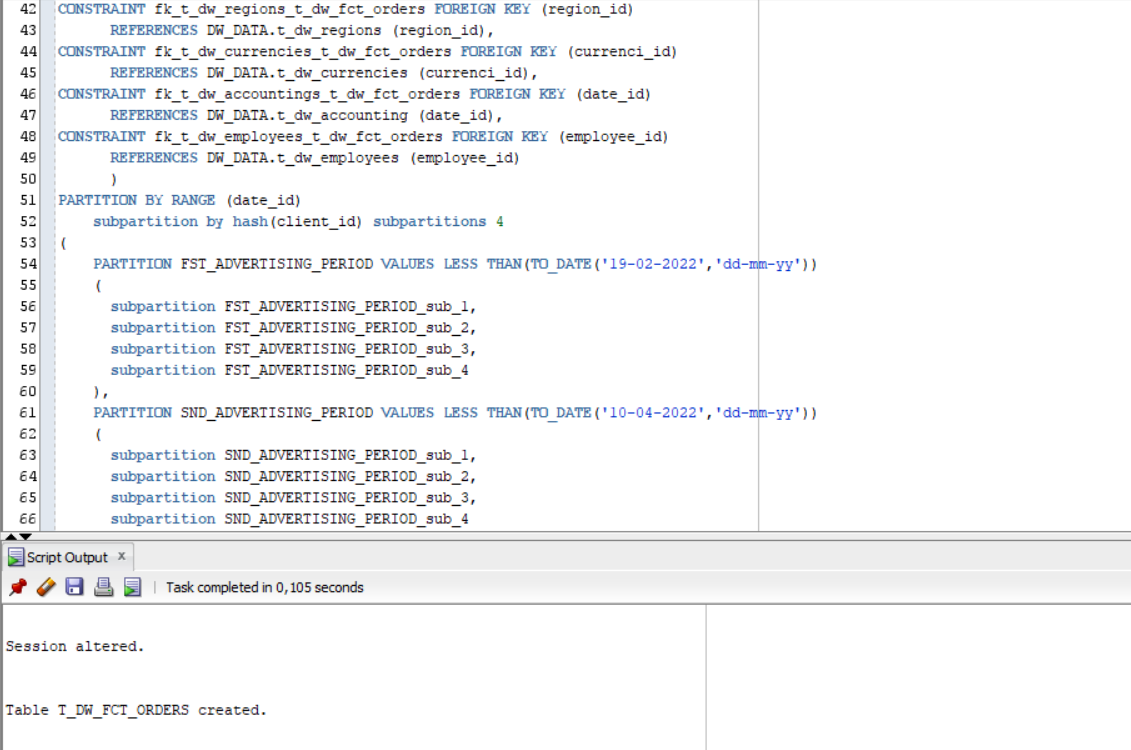 42 CONSTRAINT fk_t_dw_regions_t_dw_fct_orders FOREIGN KEY (region_id)
43 REFERENCES DW_DATA.t_dw_regions (region_id),
44 CONSTRAINT fk_t_dw_currencies_t_dw_fct_orders FOREIGN KEY (currenci_id)
45 REFERENCES DW_DATA.t_dw_currencies (currenci_id),
46 CONSTRAINT fk_t_dw_accountings_t_dw_fct_orders FOREIGN KEY (date_id)
47 REFERENCES DW_DATA.t_dw_accounting (date_id),
48 CONSTRAINT fk_t_dw_employees_t_dw_fct_orders FOREIGN KEY (employee_id)
49 REFERENCES DW_DATA.t_dw_employees (employee_id)
50 )
51 PARTITION BY RANGE (date_id)
52 subpartition by hash(client_id) subpartitions 4
53 (
54 PARTITION FST_ADVERTISING_PERIOD VALUES LESS THAN(TO_DATE('19-02-2022','dd-mm-yy'))
55 (
56 subpartition FST_ADVERTISING_PERIOD_sub_1,
57 subpartition FST_ADVERTISING_PERIOD_sub_2,
58 subpartition FST_ADVERTISING_PERIOD_sub_3,
59 subpartition FST_ADVERTISING_PERIOD_sub_4
60 ),
61 PARTITION SND_ADVERTISING_PERIOD VALUES LESS THAN(TO_DATE('10-04-2022','dd-mm-yy'))
62 (
63 subpartition SND_ADVERTISING_PERIOD_sub_1,
64 subpartition SND_ADVERTISING_PERIOD_sub_2,
65 subpartition SND_ADVERTISING_PERIOD_sub_3,
66 subpartition SND_ADVERTISING_PERIOD_sub_4
Script Output x
Task completed in 0,105 seconds
Session altered.
Table T_DW_FCT_ORDERS created.